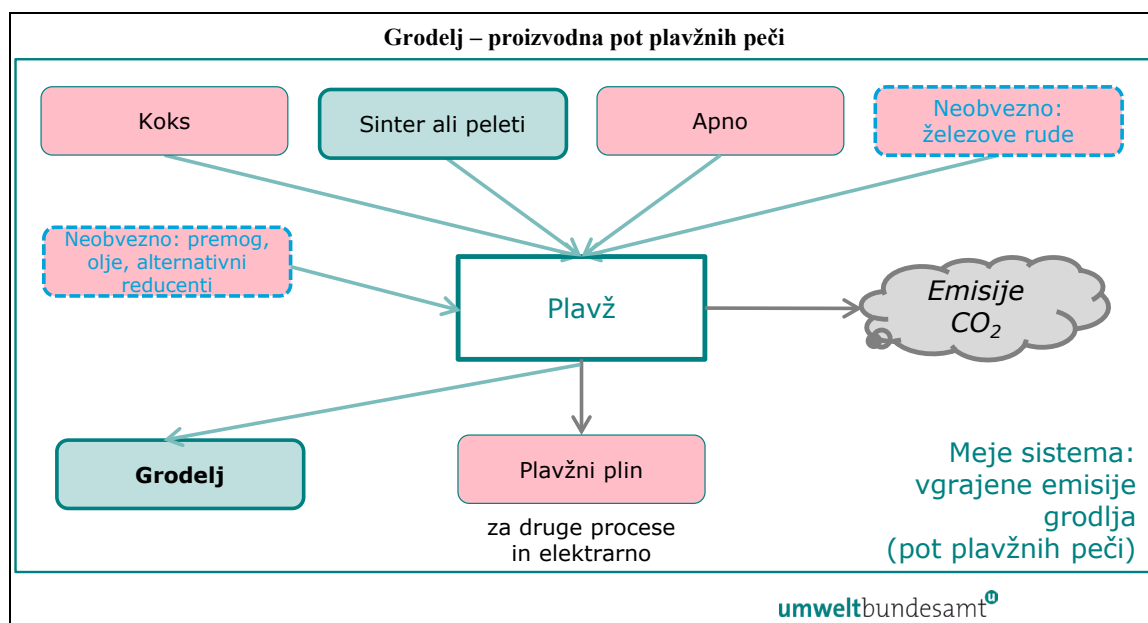 Grodelj – proizvodna pot plavžnih peči
Koks
Sinter ali peleti
Apno
Neobvezno:
železove rude
Neobvezno: premog,
olje, alternativni
reducenti
Plavž
Emisije
CO₂
Grodelj
Plavžni plin
za druge procese
in elektrarno
Meje sistema:
vgrajene emisije
grodlja
(pot plavžnih peči)
umweltbundesamt